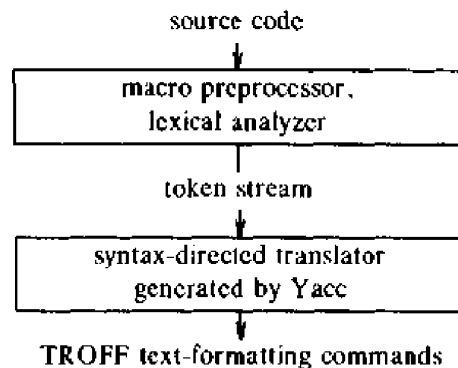 source code
macro preprocessor,
lexical analyzer
token stream
syntax-directed translator
generated by Yacc
TROFF text-formatting commands